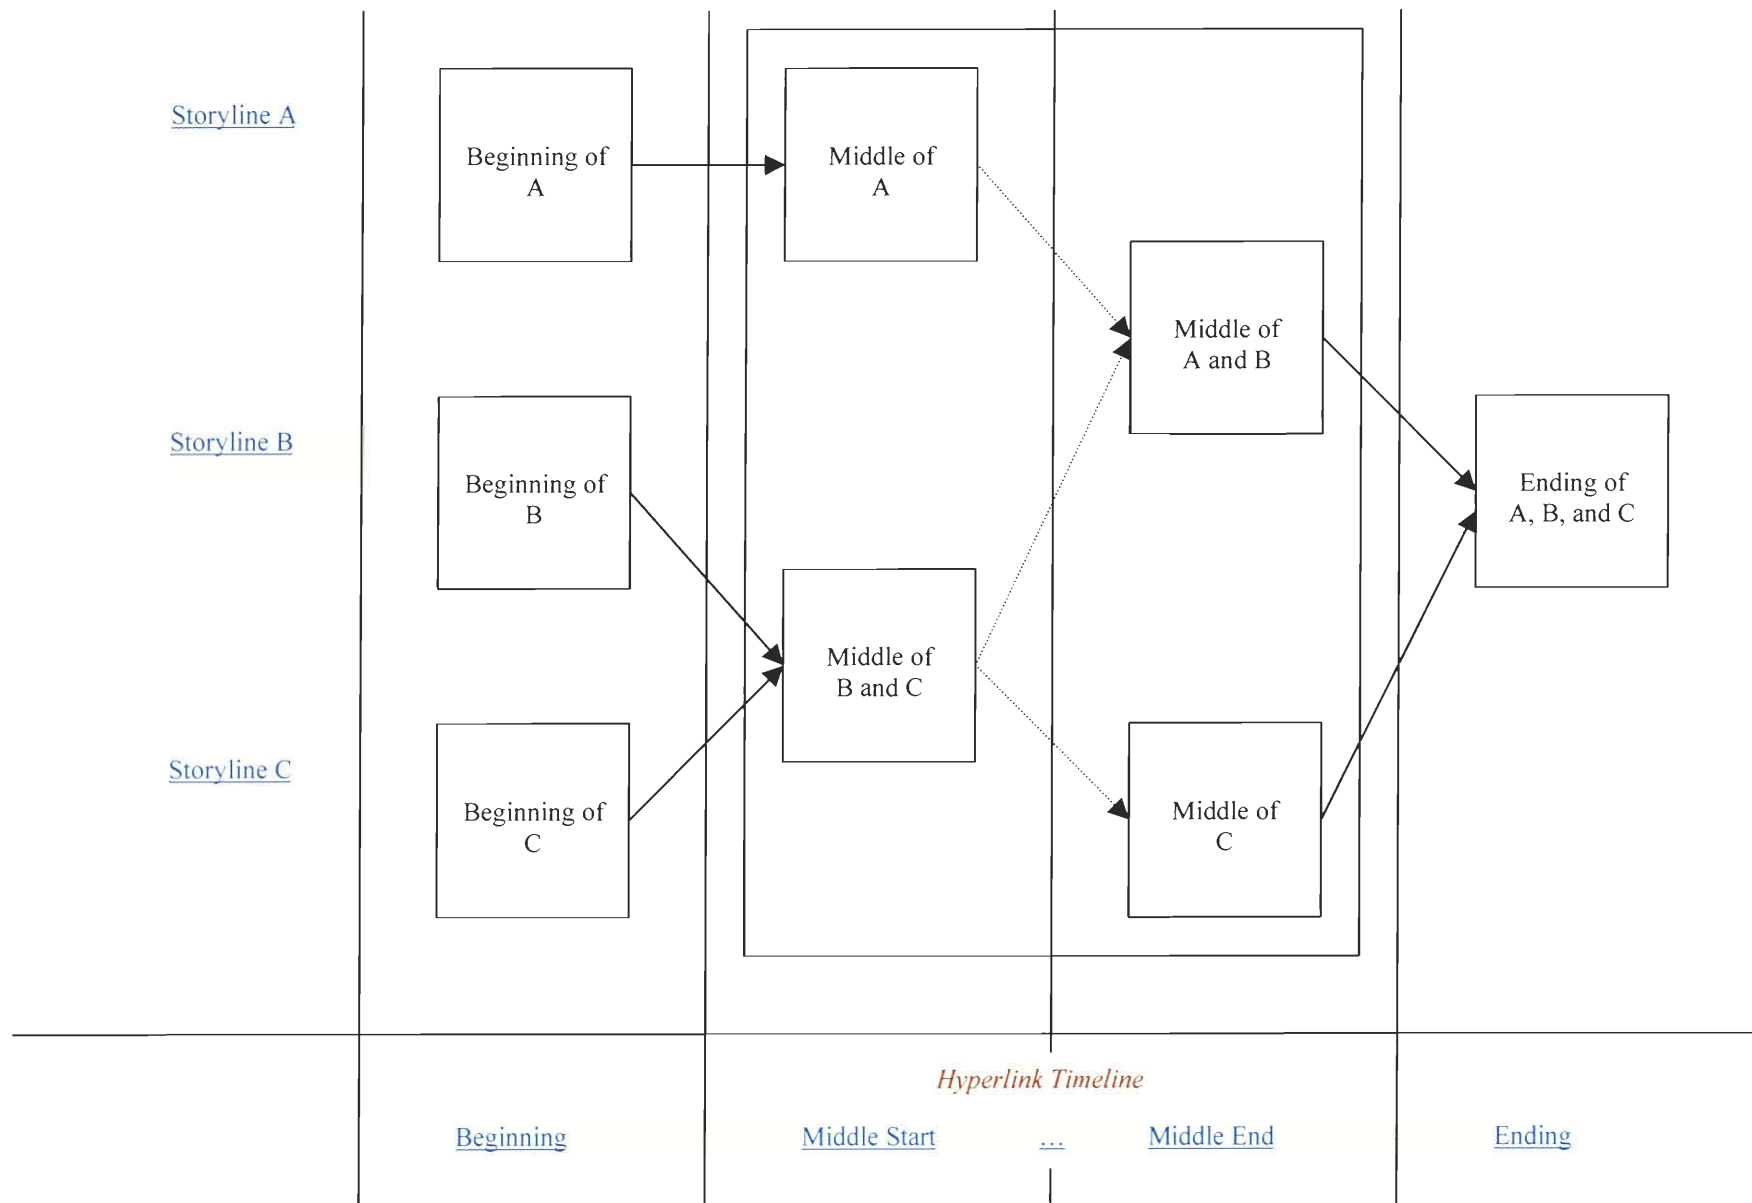 Storyline A
Beginning of
A
Middle of
A
Middle of
A and B
Storyline B
Beginning of
B
Ending of
A, B, and C
Middle of
B and C
Storyline C
Beginning of
C
Middle of
C
Hyperlink Timeline
Beginning
Middle Start
...
Middle End
Ending